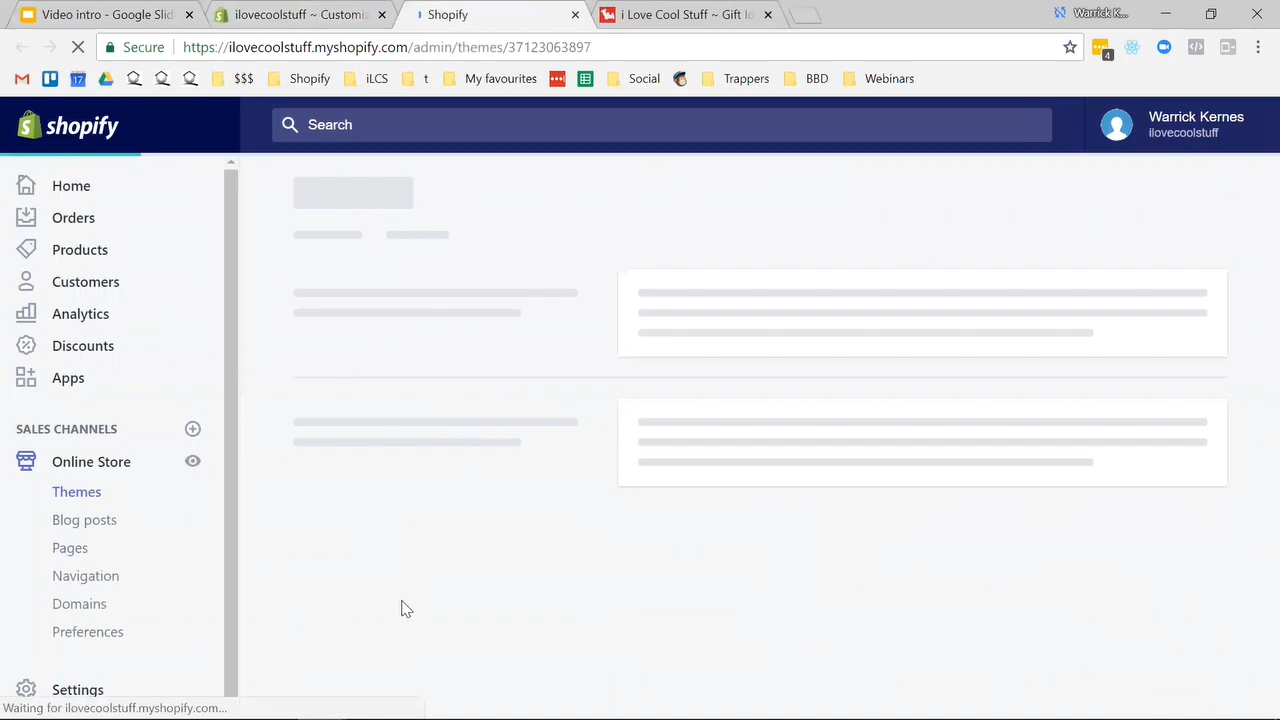 Video intro - Google Slid
ilovecoolstuff ~ Customiz
Shopify
i Love Cool Stuff ~ Gift Id
Warrick K...
Secure
https://ilovecoolstuff.myshopify.com/admin/themes/37123063897
4
17
$$$
Shopify
iLCS
t
My favourites
Social
Trappers
BBD
Webinars
shopify
Search
Warrick Kernes
ilovecoolstuff
Home
Orders
Products
Customers
Analytics
Discounts
Apps
SALES CHANNELS
Online Store
Themes
Blog posts
Pages
Navigation
Domains
Preferences
Settings
Waiting for ilovecoolstuff.myshopify.com...